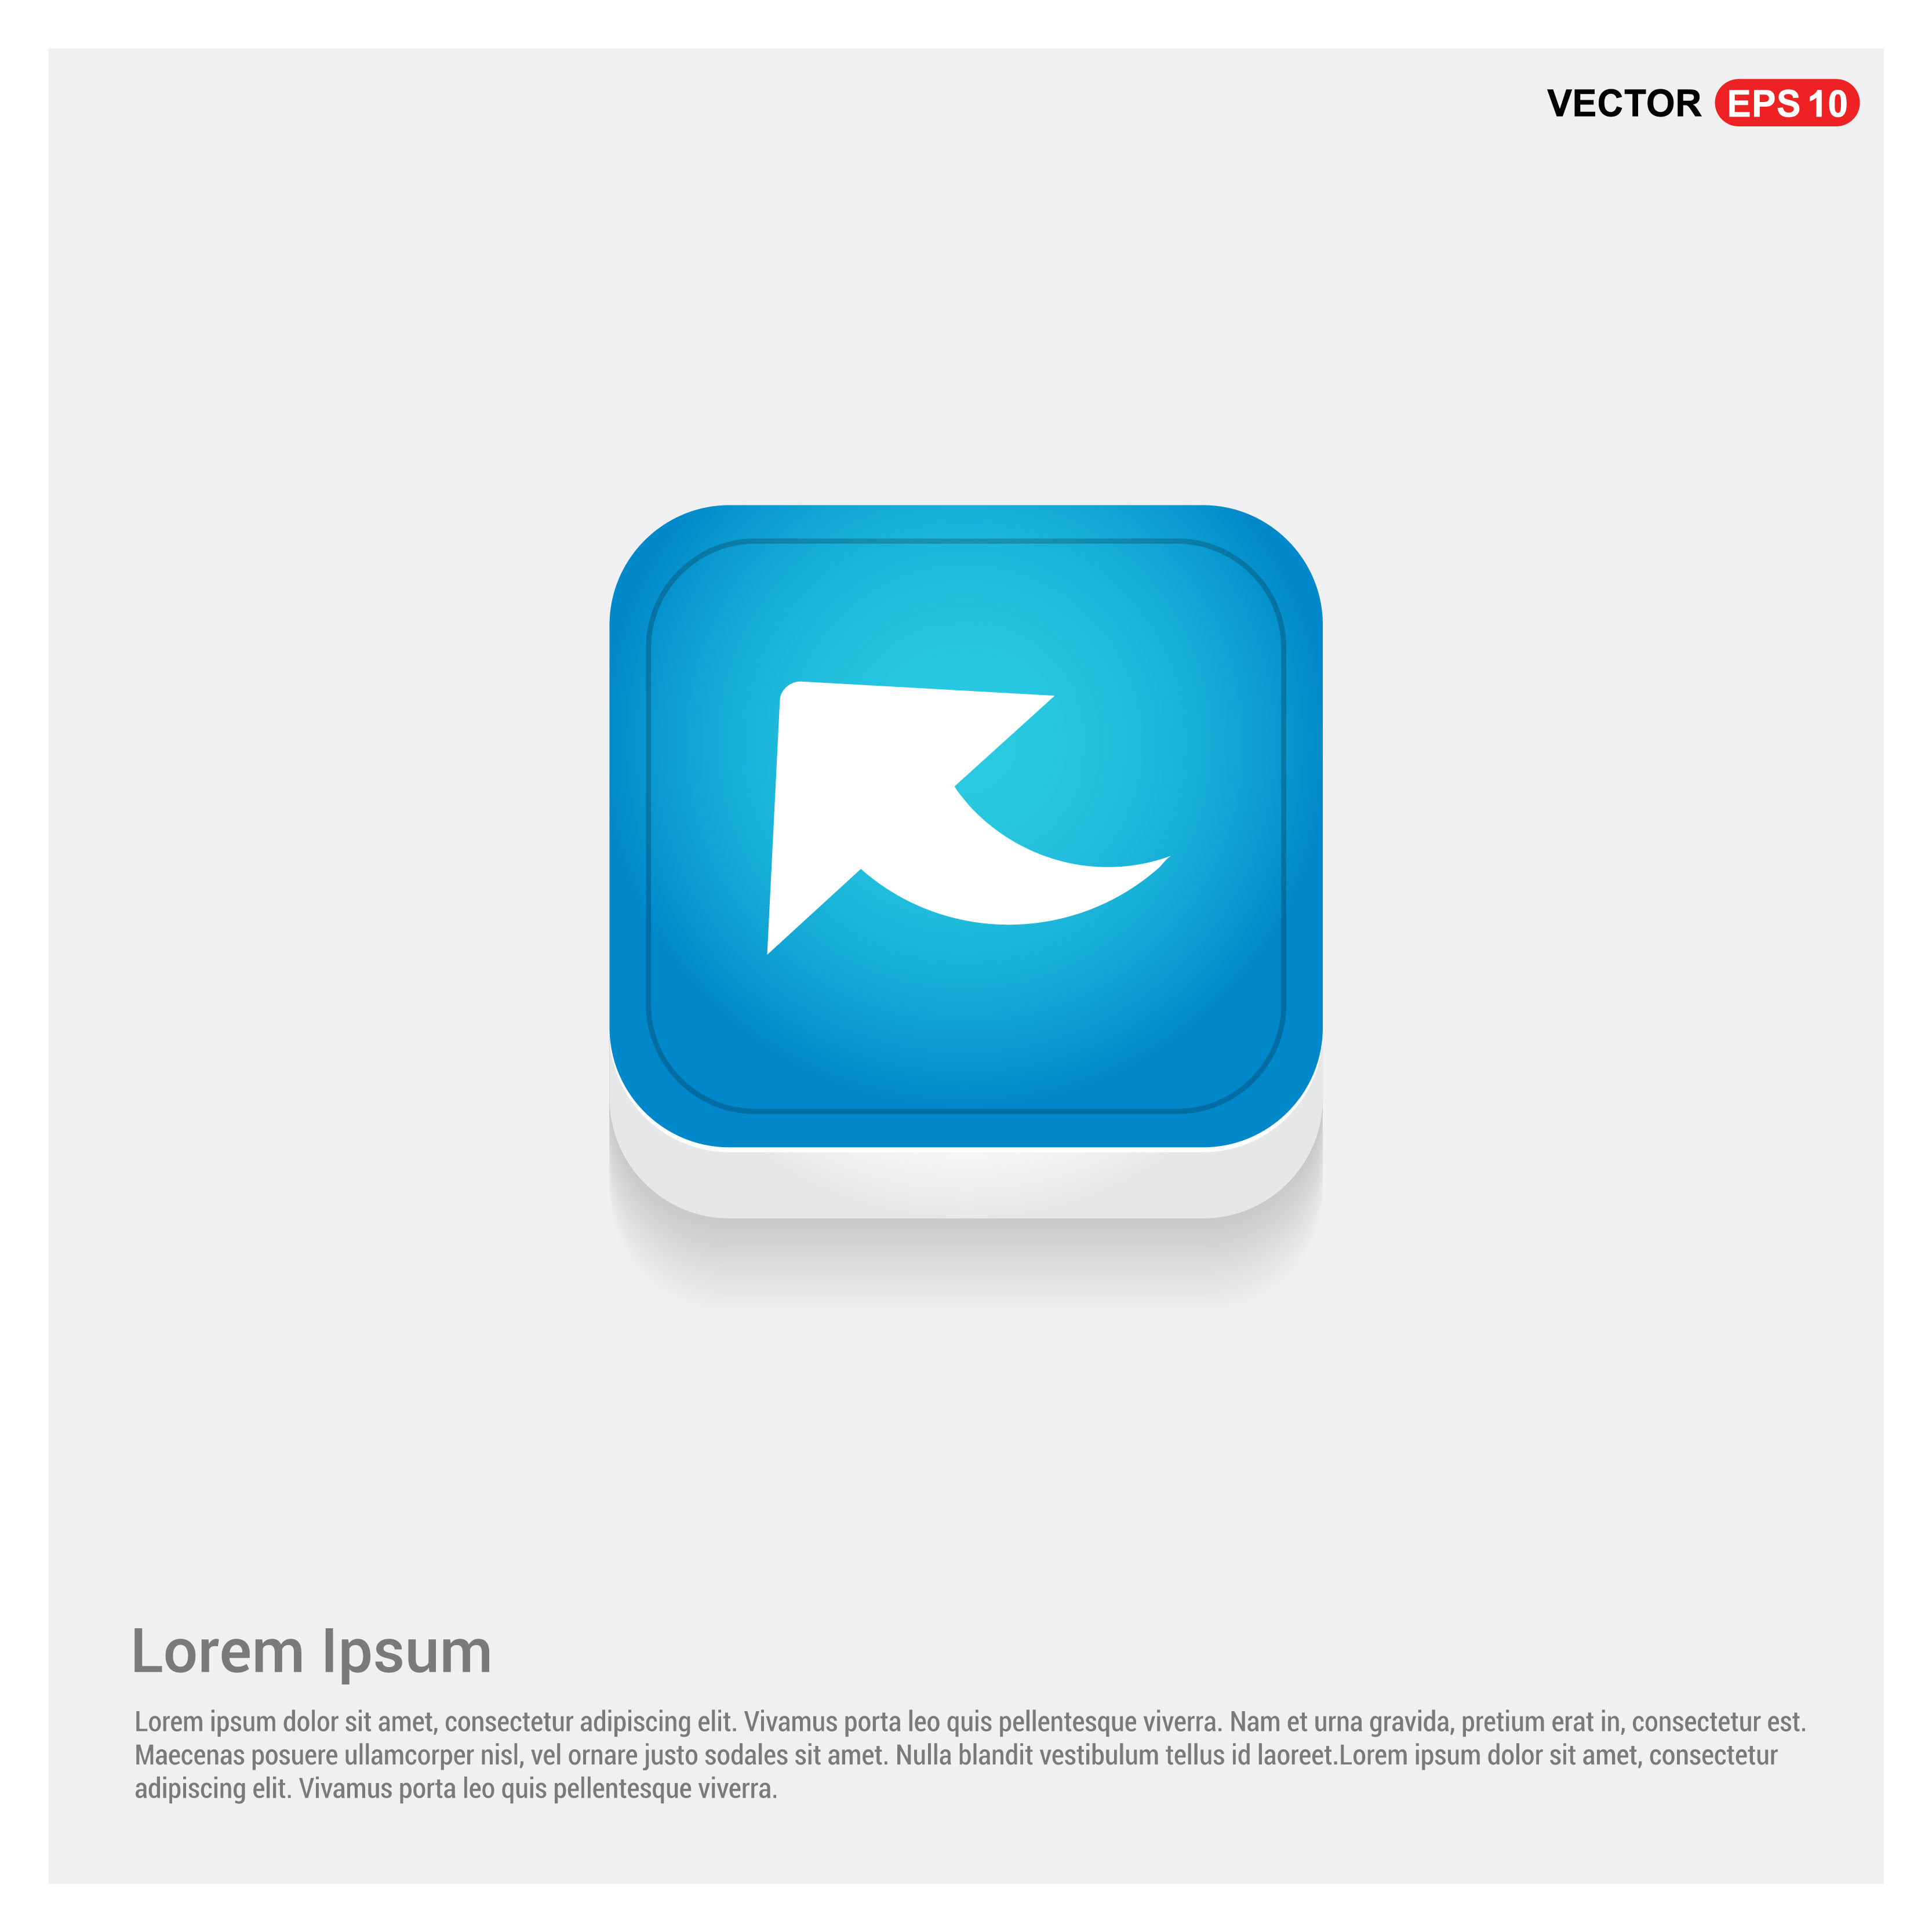 VECTOR EPS 10
Lorem Ipsum
Lorem ipsum dolor sit amet, consectetur adipiscing elit. Vivamus porta leo quis pellentesque viverra. Nam et urna gravida, pretium erat in, consectetur est.
Maecenas posuere ullamcorper nisl, vel ornare justo sodales sit amet. Nulla blandit vestibulum tellus id laoreet.Lorem ipsum dolor sit amet, consectetur
adipiscing elit. Vivamus porta leo quis pellentesque viverra.